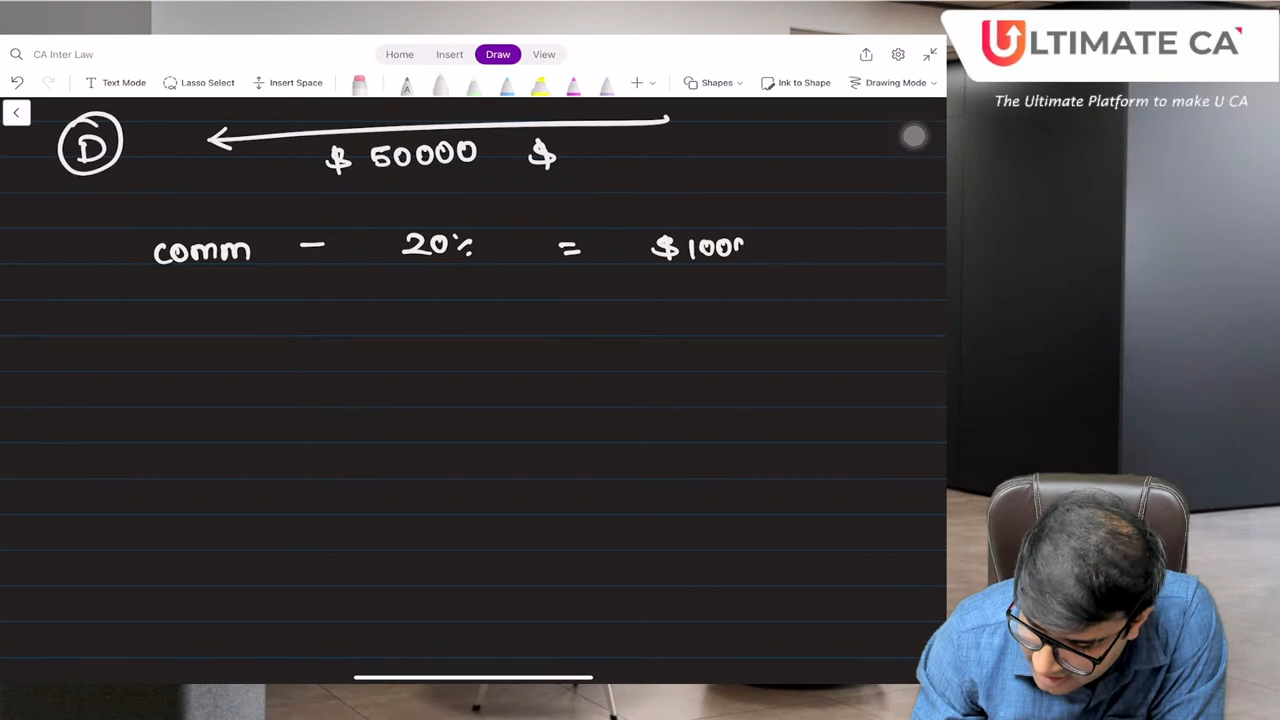 ULTIMATE CA
The Ultimate Platform to make U CA
CA Inter Law
Home Insert Draw View
Text Mode Lasso Select Insert Space Shapes Ink to Shape Drawing Mode
D
$ 50000 $
comm - 20% = $100